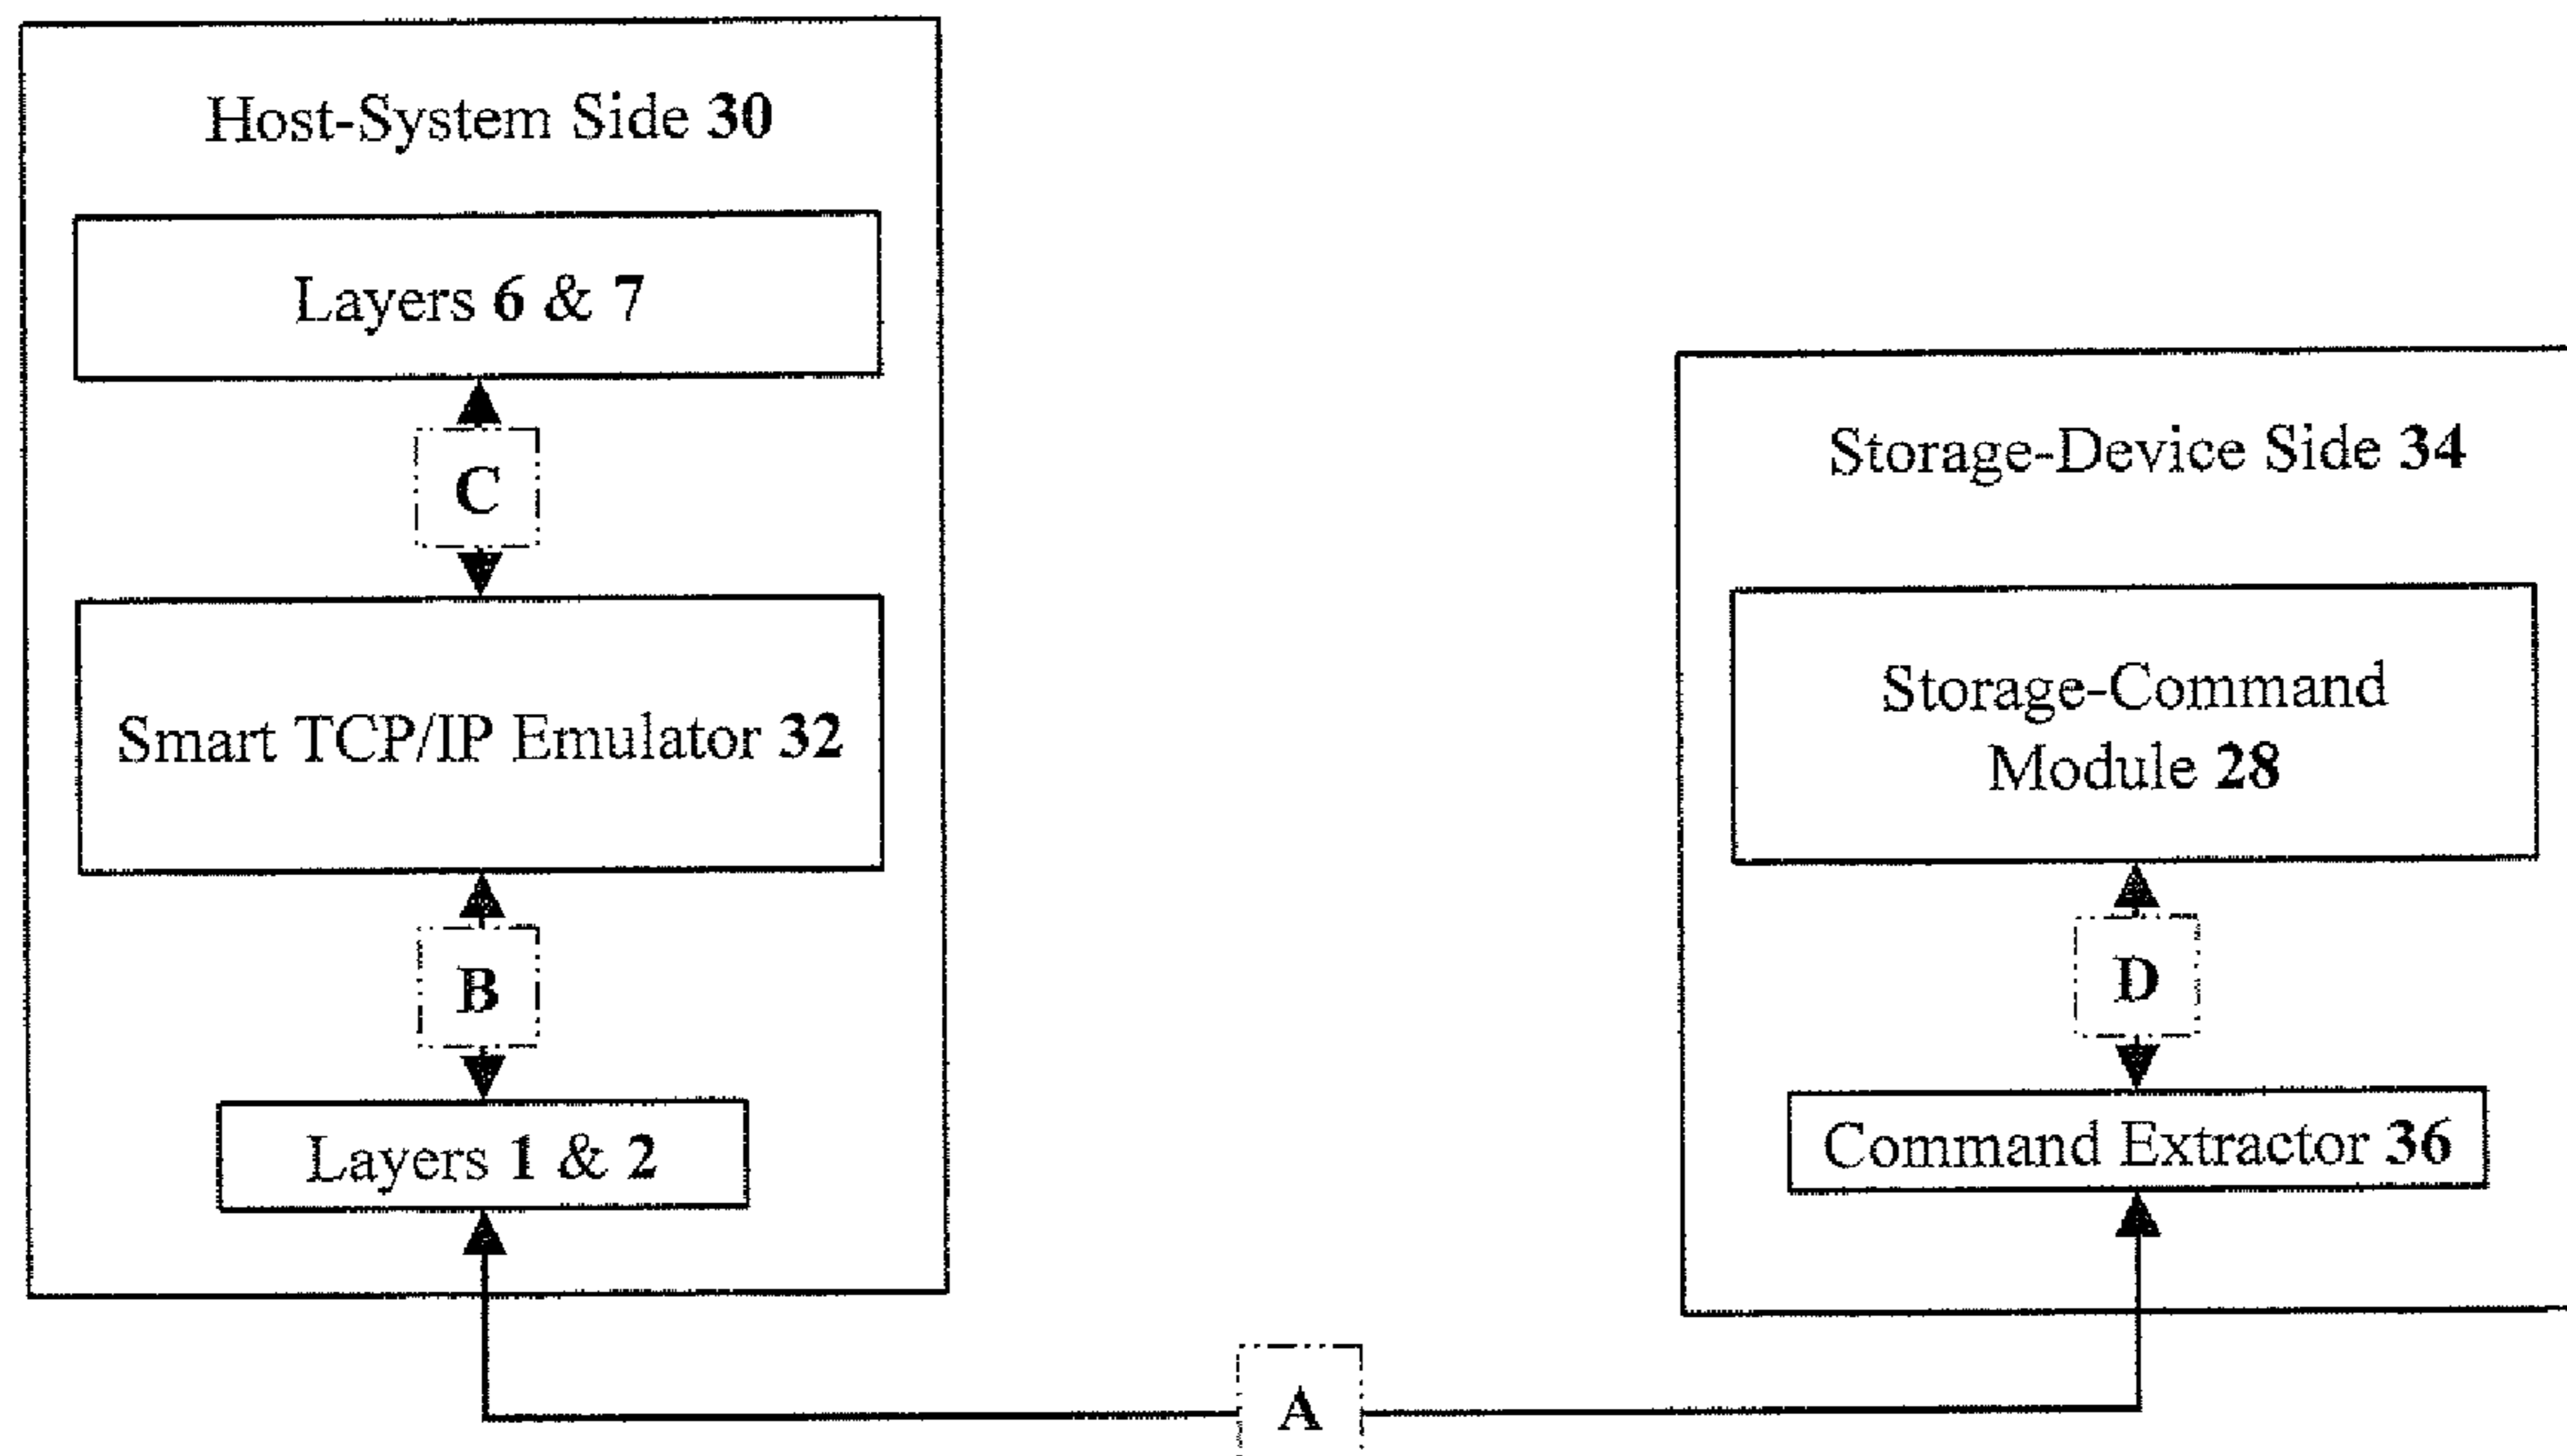 Host-System Side 30
Layers 6 & 7
C
Smart TCP/IP Emulator 32
B
Layers 1 & 2
Storage-Device Side 34
Storage-Command
Module 28
D
Command Extractor 36
A